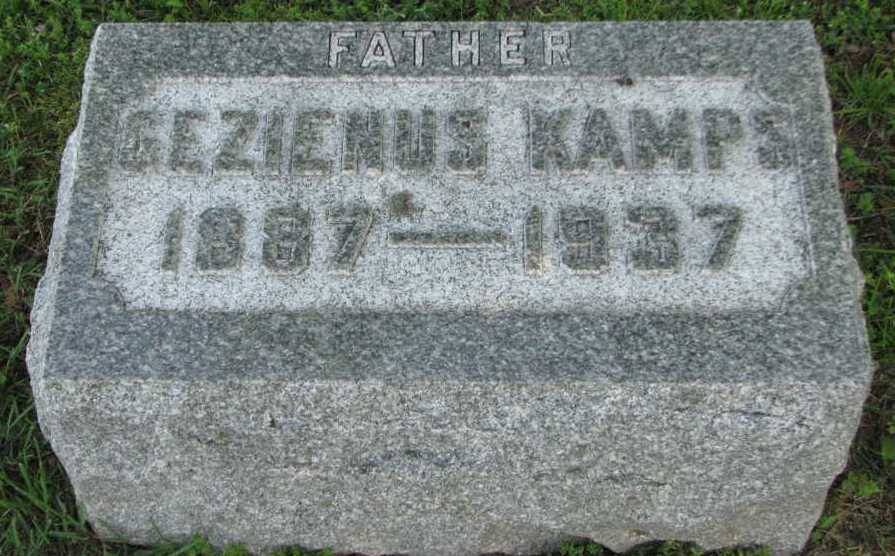 FATHER
GEZIENUS KAMPS
1887—1937